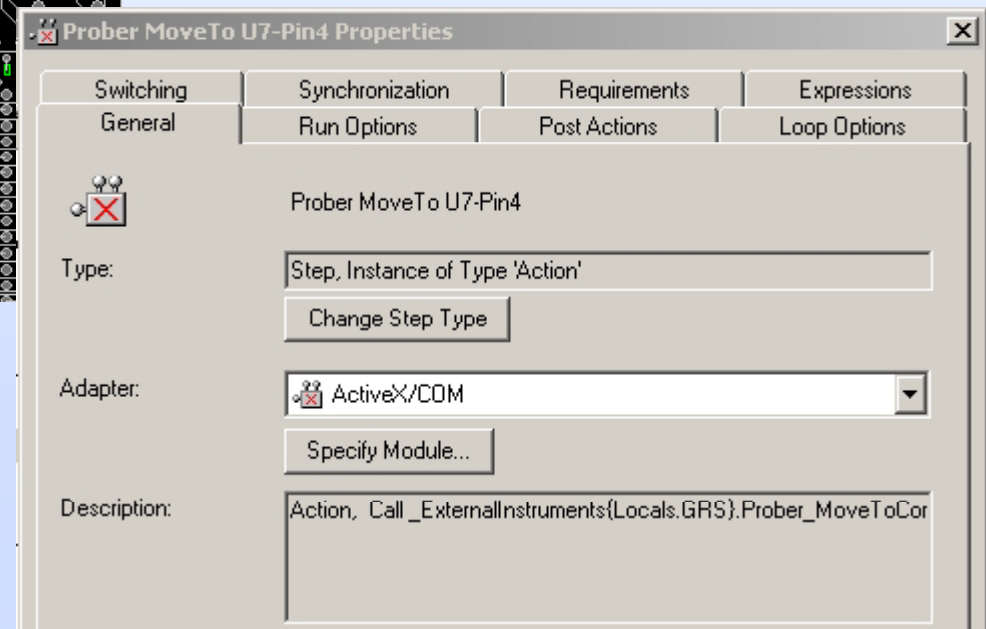 Prober MoveTo U7-Pin4 Properties
Switching Synchronization Requirements Expressions
General Run Options Post Actions Loop Options
Prober MoveTo U7-Pin4
Type: Step, Instance of Type 'Action'
Change Step Type
Adapter: ActiveX/COM
Specify Module...
Description: Action, Call _ExternalInstruments{Locals.GRS}.Prober_MoveToCor